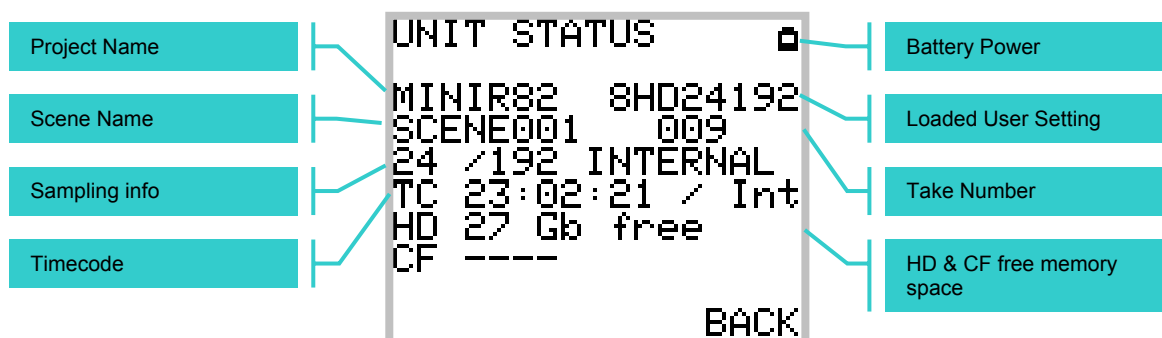 Project Name
Scene Name
Sampling info
Timecode
UNIT STATUS
MINIR82 8HD24192
SCENE001 009
24 /192 INTERNAL
TC 23:02:21 / Int
HD 27 Gb free
CF ----
BACK
Battery Power
Loaded User Setting
Take Number
HD & CF free memory
space